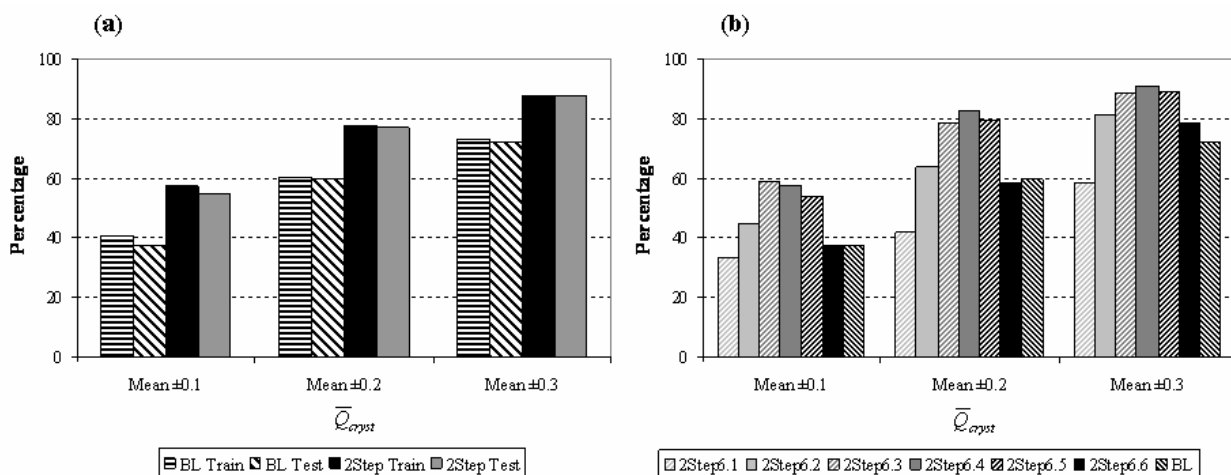 (a)
100
80
60
40
20
0
Percentage
Mean ±0.1
Mean ±0.2
Mean ±0.3
Q̅cryst
BL Train
BL Test
2Step Train
2Step Test
(b)
100
80
60
40
20
0
Percentage
Mean ±0.1
Mean ±0.2
Mean ±0.3
Q̅cryst
2Step6.1
2Step6.2
2Step6.3
2Step6.4
2Step6.5
2Step6.6
BL